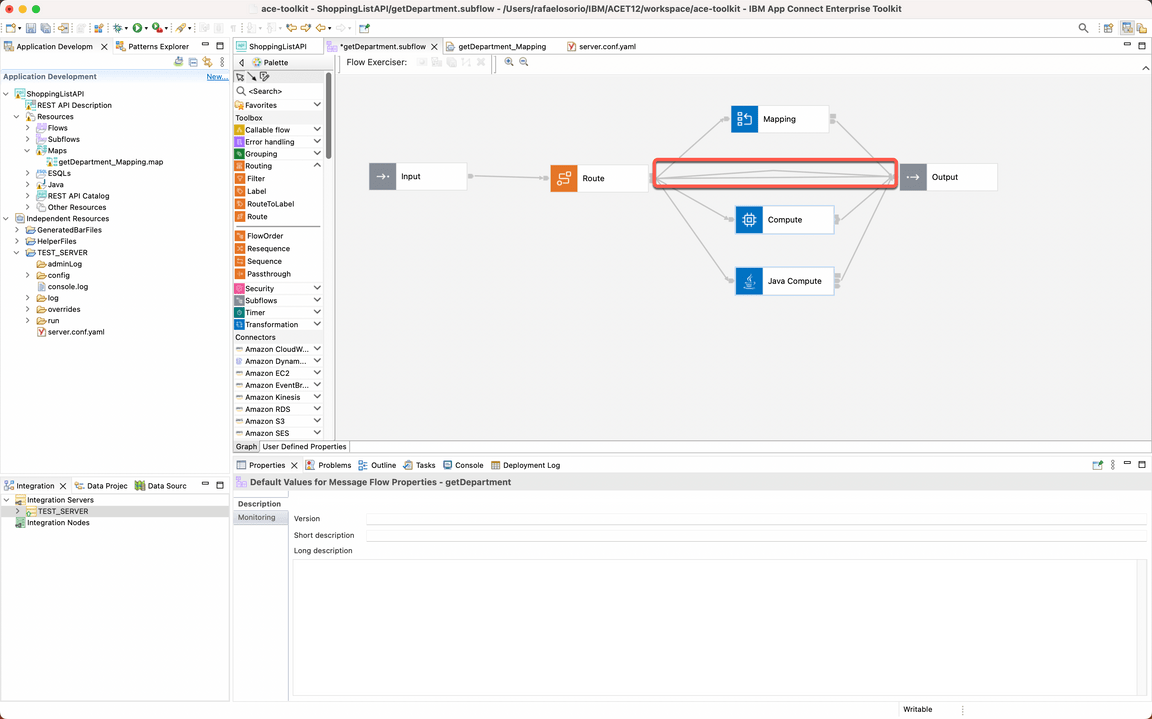 ace-toolkit - ShoppingListAPI/getDepartment.subflow - /Users/rafaelosorio/IBM/ACET12/workspace/ace-toolkit - IBM App Connect Enterprise Toolkit
Application Developm
Patterns Explorer
Application Development
New...
ShoppingListAPI
REST API Description
Resources
Flows
Subflows
Maps
getDepartment_Mapping.map
ESQLs
Java
REST API Catalog
Other Resources
Independent Resources
GeneratedBarFiles
HelperFiles
TEST_SERVER
adminLog
config
console.log
log
overrides
run
server.conf.yaml
Integration
Data Projec
Data Sourc
Integration Servers
TEST_SERVER
Integration Nodes
ShoppingListAPI
*getDepartment.subflow
getDepartment_Mapping
server.conf.yaml
Palette
Flow Exerciser:
<Search>
Favorites
Toolbox
Callable flow
Error handling
Grouping
Routing
Filter
Label
RouteToLabel
Route
FlowOrder
Resequence
Sequence
Passthrough
Security
Subflows
Timer
Transformation
Connectors
Amazon CloudW...
Amazon Dynam...
Amazon EC2
Amazon EventBr...
Amazon Kinesis
Amazon RDS
Amazon S3
Amazon SES
Mapping
Input
Route
Output
Compute
Java Compute
Graph
User Defined Properties
Properties
Problems
Outline
Tasks
Console
Deployment Log
Default Values for Message Flow Properties - getDepartment
Description
Monitoring
Version
Short description
Long description
Writable